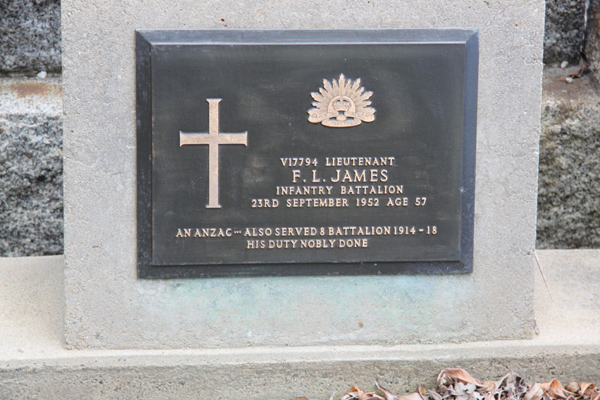 V17794 LIEUTENANT
F. L. JAMES
INFANTRY BATTALION
23RD SEPTEMBER 1952 AGE 57
AN ANZAC ··· ALSO SERVED 8 BATTALION 1914 - 18
HIS DUTY NOBLY DONE